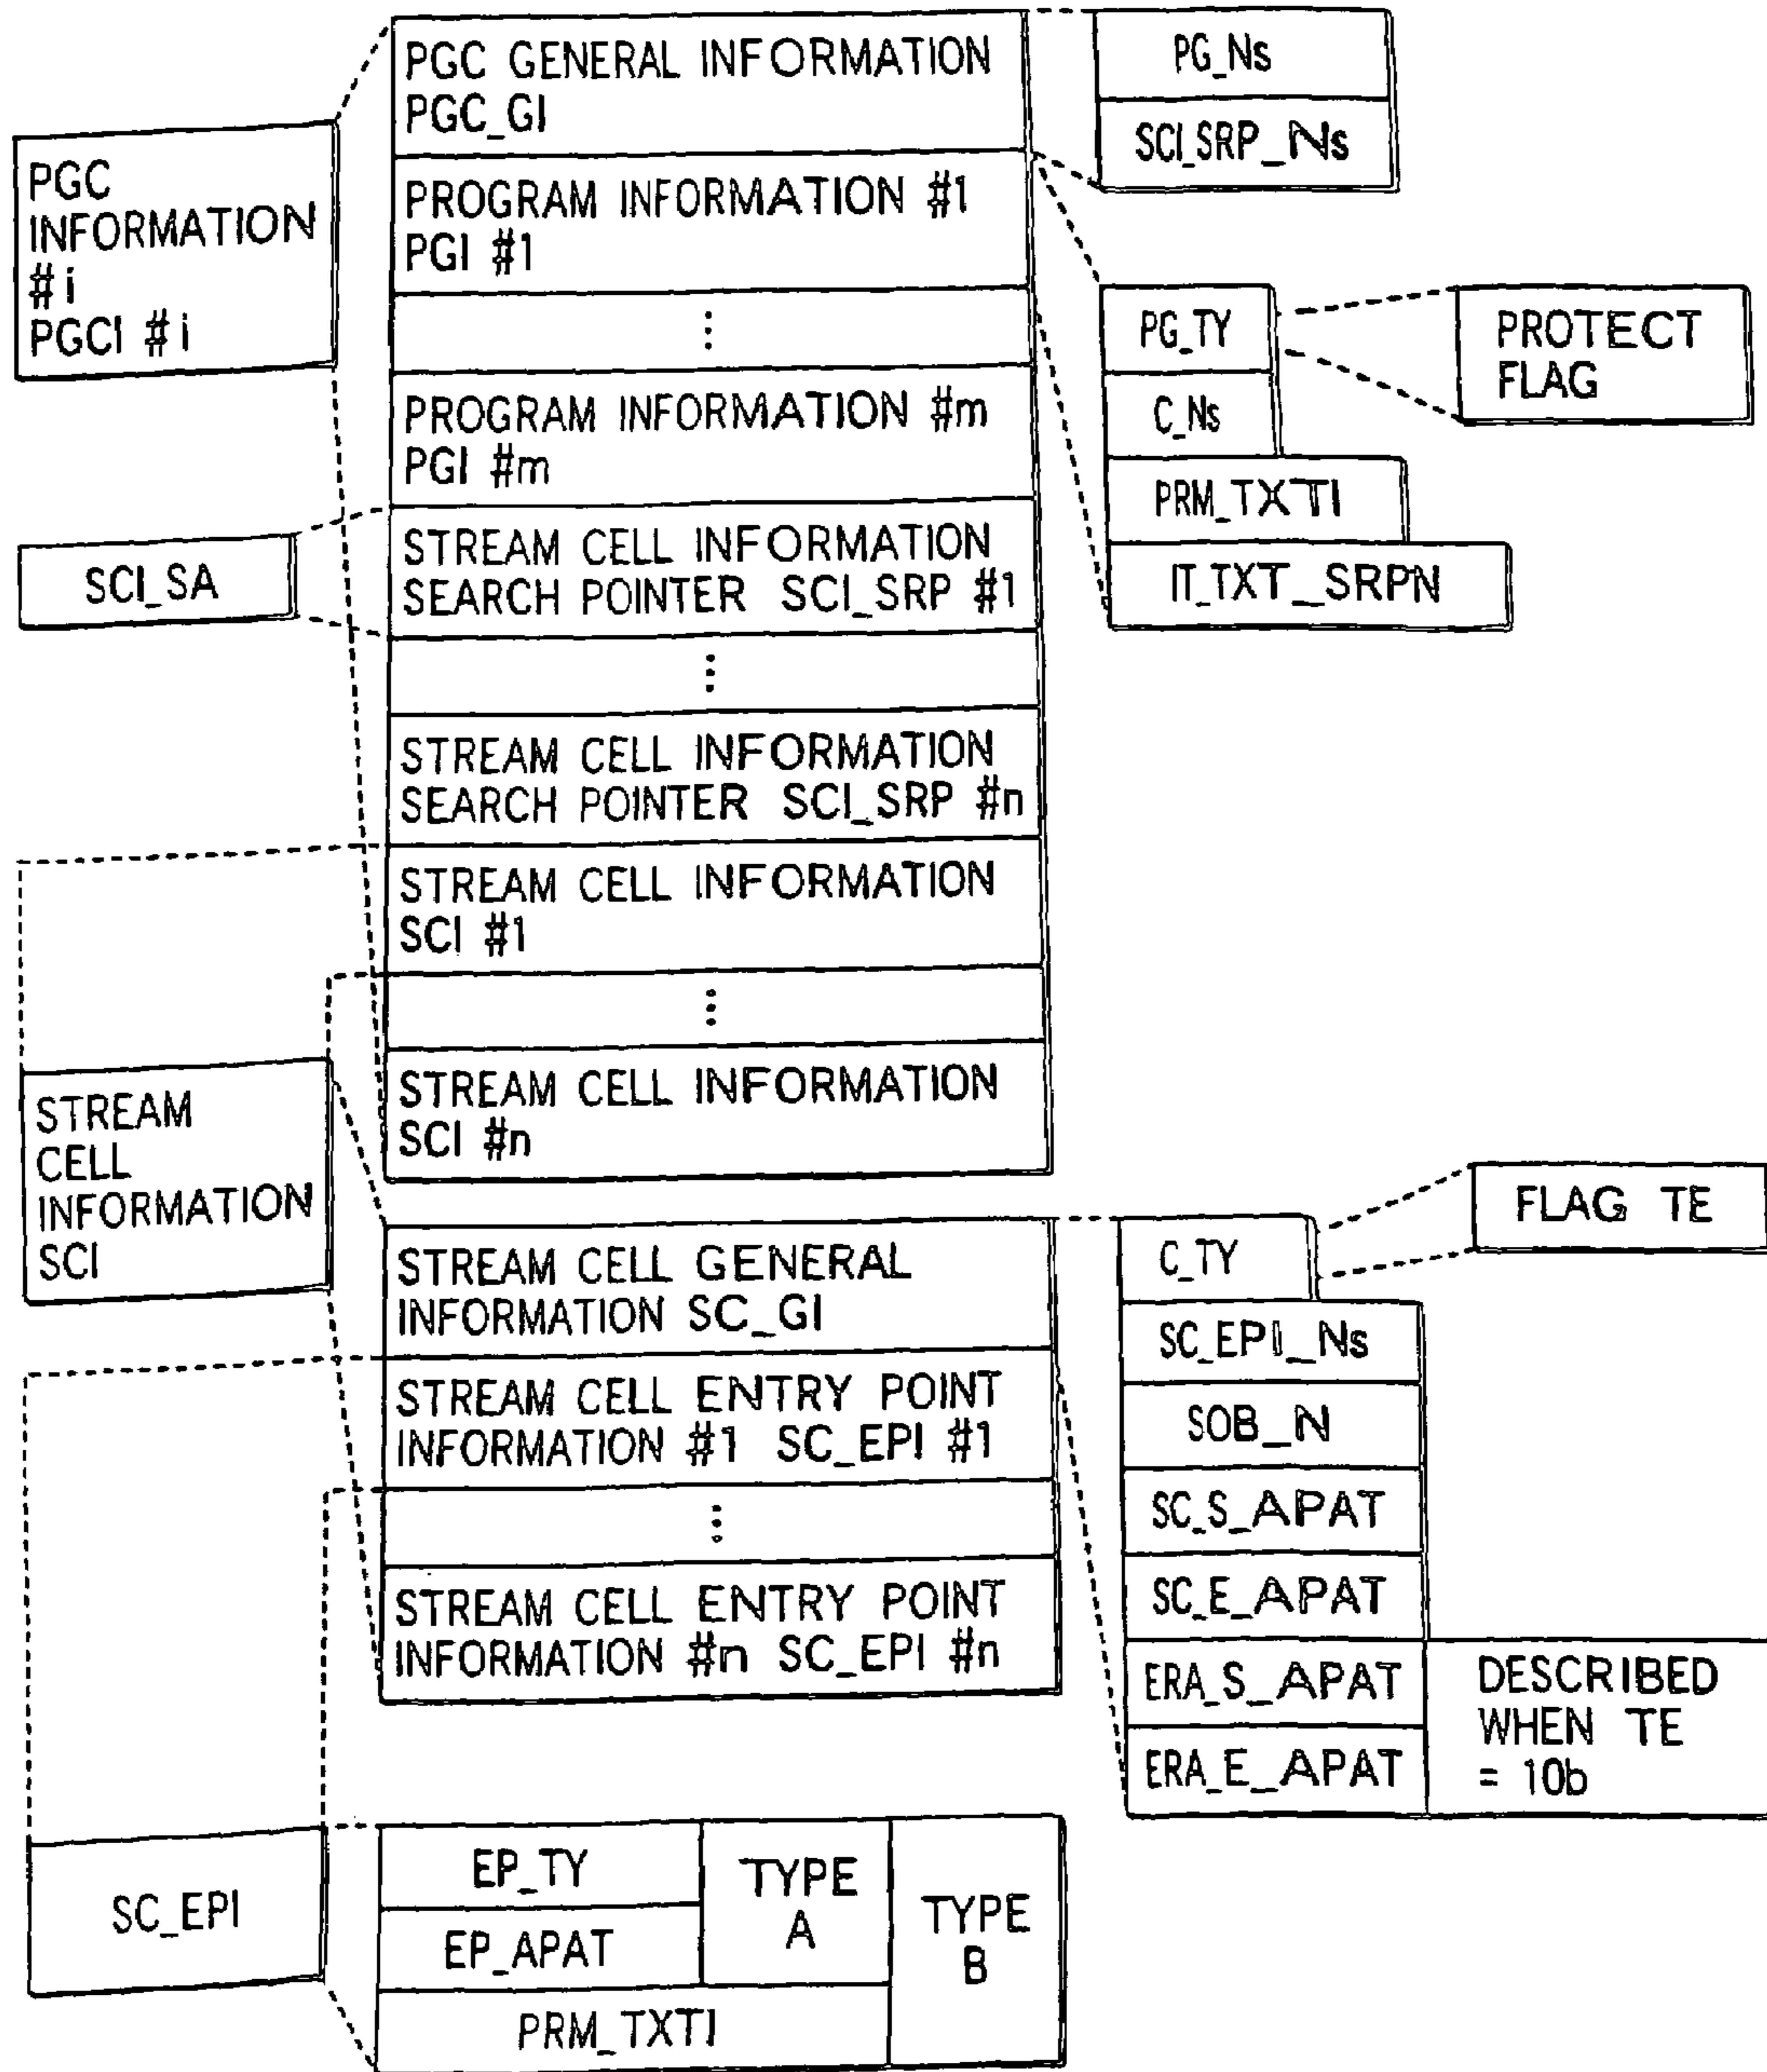 PGC
INFORMATION
# i
PGCI # i
PGC GENERAL INFORMATION
PGC_GI
PROGRAM INFORMATION #1
PGI #1
PROGRAM INFORMATION #m
PGI #m
STREAM CELL INFORMATION
SEARCH POINTER SCI_SRP #1
STREAM CELL INFORMATION
SEARCH POINTER SCI_SRP #n
STREAM CELL INFORMATION
SCI #1
STREAM CELL INFORMATION
SCI #n
PG_Ns
SCI_SRP_Ns
PG_TY
C_Ns
PRM_TXTI
IT_TXT_SRPN
PROTECT
FLAG
SCI_SA
STREAM
CELL
INFORMATION
SCI
STREAM CELL GENERAL
INFORMATION SC_GI
STREAM CELL ENTRY POINT
INFORMATION #1 SC_EPI #1
STREAM CELL ENTRY POINT
INFORMATION #n SC_EPI #n
C_TY
SC_EPI_Ns
SOB_N
SC_S_APAT
SC_E_APAT
ERA_S_APAT
ERA_E_APAT
FLAG TE
DESCRIBED
WHEN TE
= 10b
SC_EPI
EP_TY
EP_APAT
PRM_TXTI
TYPE
A
TYPE
B